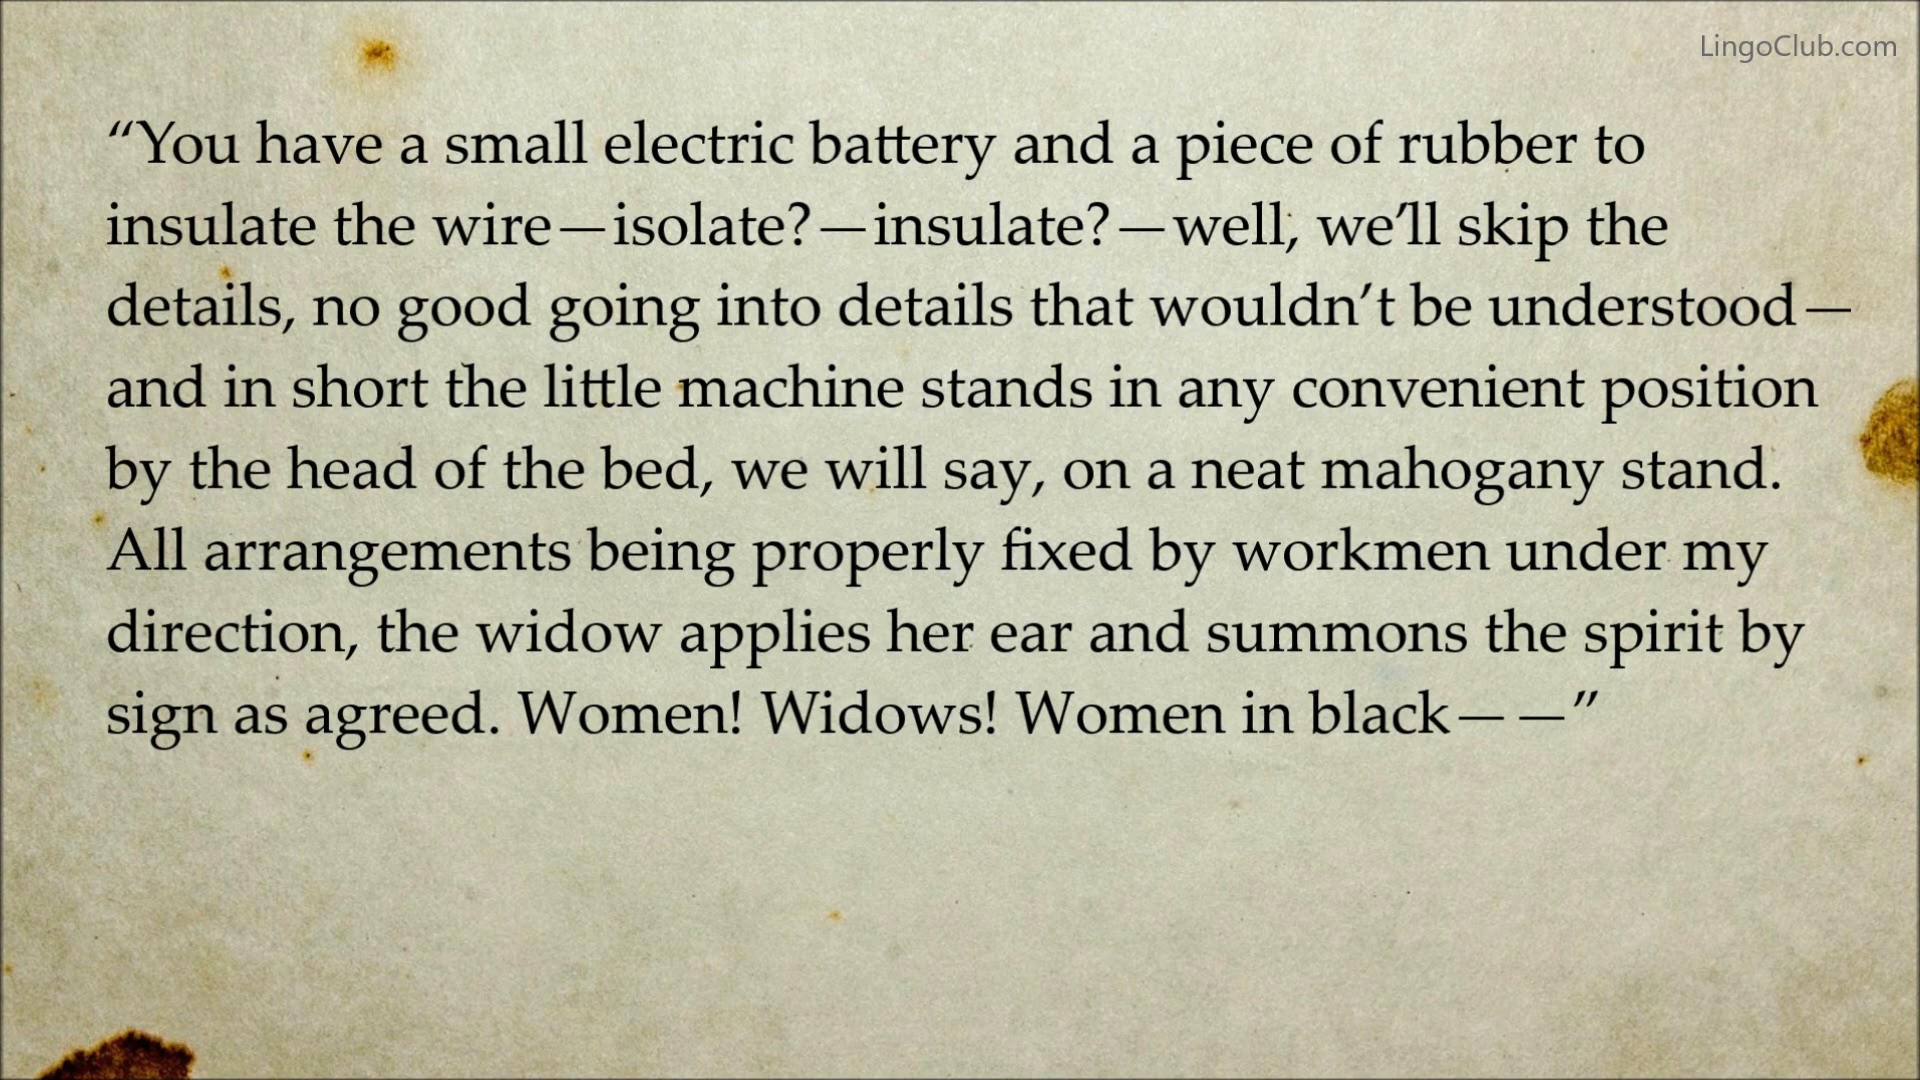 LingoClub.com
“You have a small electric battery and a piece of rubber to
insulate the wire—isolate?—insulate?—well, we’ll skip the
details, no good going into details that wouldn’t be understood—
and in short the little machine stands in any convenient position
by the head of the bed, we will say, on a neat mahogany stand.
All arrangements being properly fixed by workmen under my
direction, the widow applies her ear and summons the spirit by
sign as agreed. Women! Widows! Women in black——”